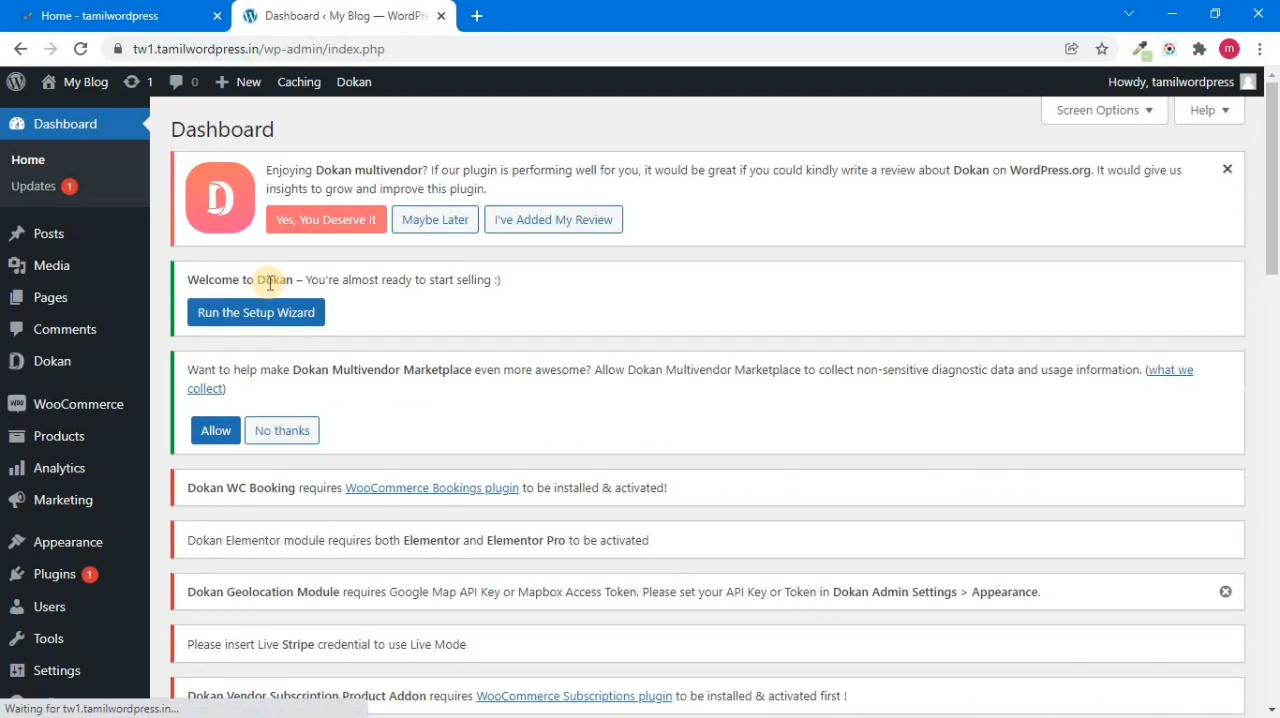 Home - tamilwordpress
Dashboard ‹ My Blog — WordPre
tw1.tamilwordpress.in/wp-admin/index.php
m
My Blog 1 0 New Caching Dokan Howdy, tamilwordpress
Dashboard
Home
Updates 1
Posts
Media
Pages
Comments
Dokan
WooCommerce
Products
Analytics
Marketing
Appearance
Plugins 1
Users
Tools
Settings
Screen Options Help
Dashboard
Enjoying Dokan multivendor? If our plugin is performing well for you, it would be great if you could kindly write a review about Dokan on WordPress.org. It would give us
insights to grow and improve this plugin.
Yes, You Deserve It Maybe Later I've Added My Review
Welcome to Dokan – You're almost ready to start selling :)
Run the Setup Wizard
Want to help make Dokan Multivendor Marketplace even more awesome? Allow Dokan Multivendor Marketplace to collect non-sensitive diagnostic data and usage information. (what we
collect)
Allow No thanks
Dokan WC Booking requires WooCommerce Bookings plugin to be installed & activated!
Dokan Elementor module requires both Elementor and Elementor Pro to be activated
Dokan Geolocation Module requires Google Map API Key or Mapbox Access Token. Please set your API Key or Token in Dokan Admin Settings > Appearance.
Please insert Live Stripe credential to use Live Mode
Dokan Vendor Subscription Product Addon requires WooCommerce Subscriptions plugin to be installed & activated first !
Waiting for tw1.tamilwordpress.in...